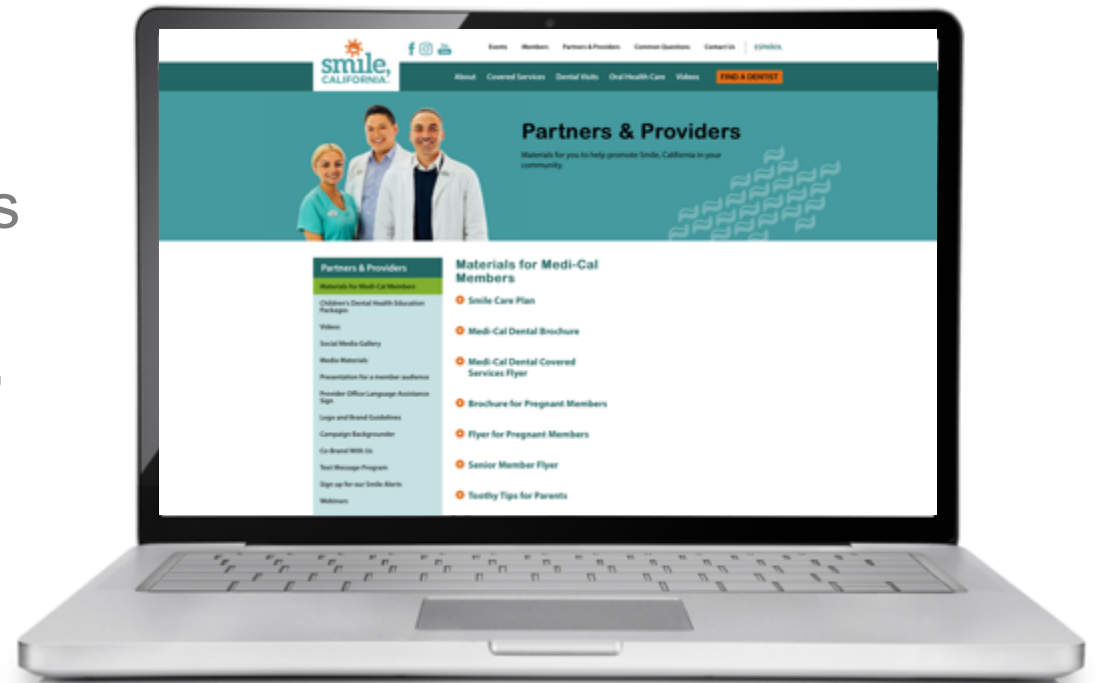 s
smile,
CALIFORNIA
Events Members Partners & Providers Common Questions Contact Us ESPAÑOL
About Covered Services Dental Visits Oral Health Care Videos FIND A DENTIST
Partners & Providers
Materials for you to help promote Smile, California in your
community.
Partners & Providers
Materials for Medi-Cal Members
Children's Dental Health Education
Packages
Videos
Social Media Gallery
Media Materials
Presentation for a member audience
Provider Office Language Assistance
Sign
Logo and Brand Guidelines
Campaign Backgrounder
Co-Brand With Us
Text Message Program
Sign up for our Smile Alerts
Webinars
Materials for Medi-Cal
Members
Smile Care Plan
Medi-Cal Dental Brochure
Medi-Cal Dental Covered
Services Flyer
Brochure for Pregnant Members
Flyer for Pregnant Members
Senior Member Flyer
Toothy Tips for Parents